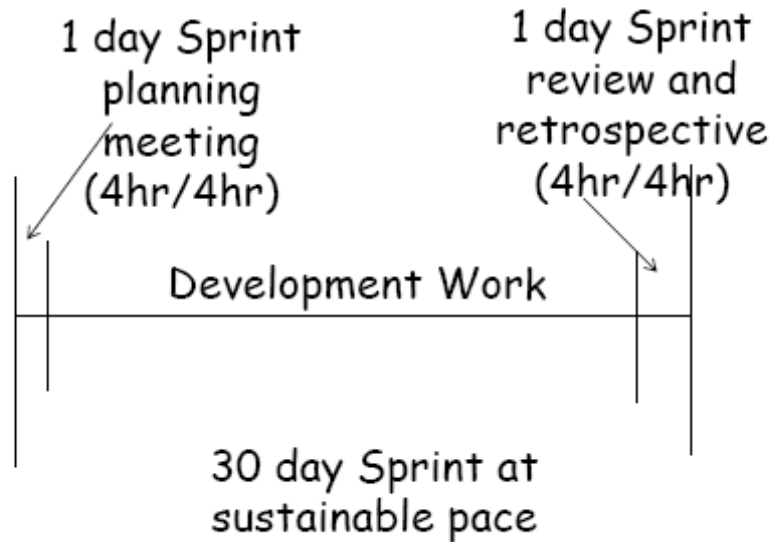 1 day Sprint
planning
meeting
(4hr/4hr)
1 day Sprint
review and
retrospective
(4hr/4hr)
Development Work
30 day Sprint at
sustainable pace